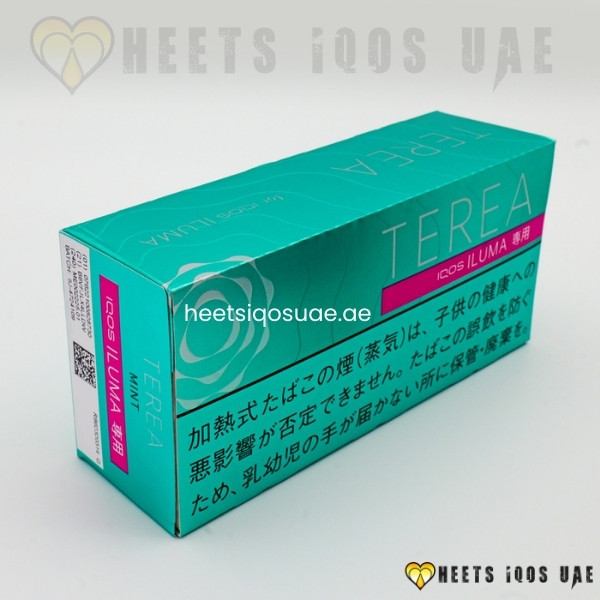 HEETS iQOS UAE
TEREA
TEREA
for IQOS ILUMA
IQOS ILUMA 専用
heetsiqosuae.ae
加熱式たばこの煙(蒸気)は、子供の健康への
悪影響が否定できません。たばこの誤飲を防ぐ
ため、乳幼児の手が届かない所に保管・廃棄を。
IQOS ILUMA 専用
MINT
TEREA
HEETS iQOS UAE